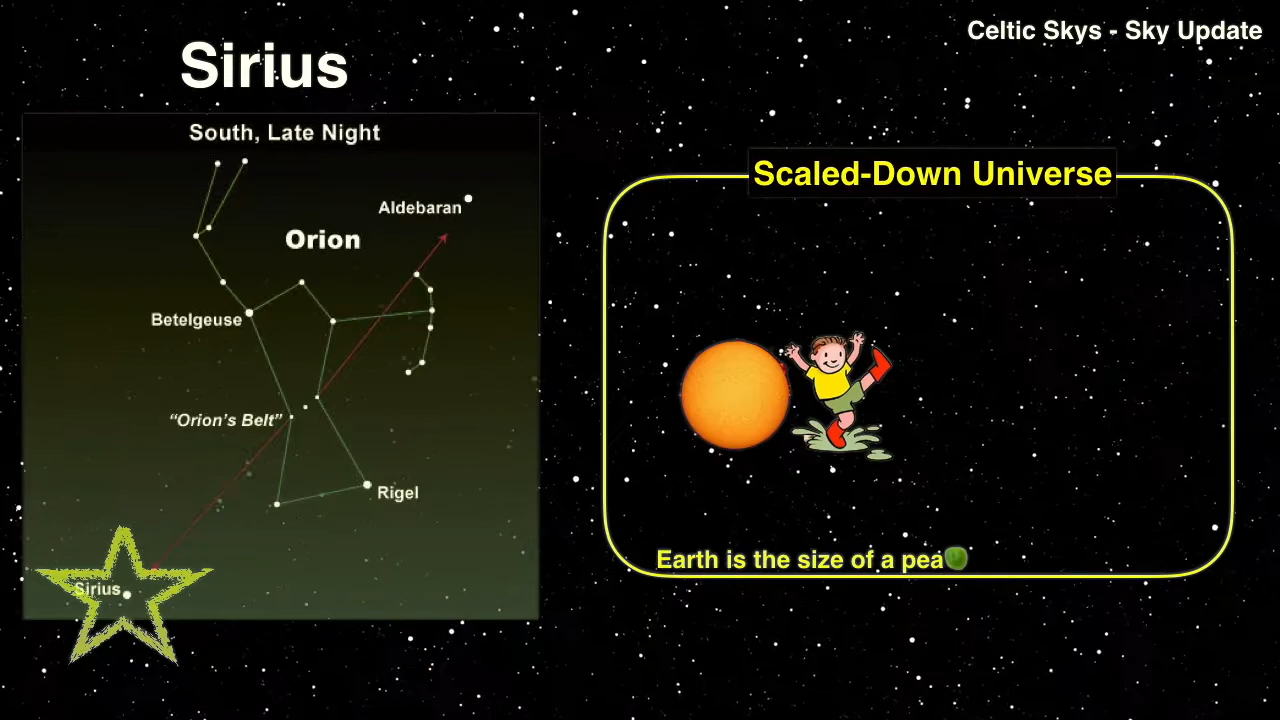 Celtic Skys - Sky Update
Sirius
South, Late Night
Aldebaran
Orion
Betelgeuse
“Orion’s Belt”
Rigel
Sirius
Scaled-Down Universe
Earth is the size of a pea